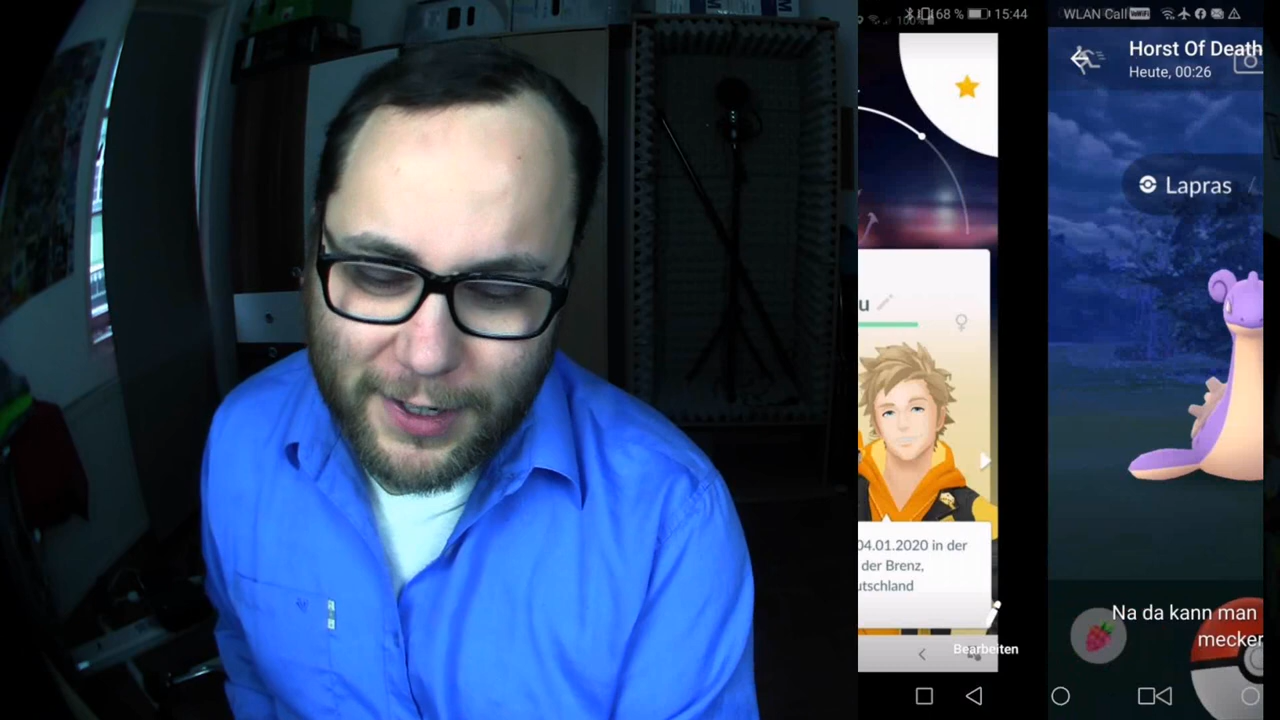 100%
68 % 15:44
u
04.01.2020 in der
der Brenz,
utschland
Bearbeiten
WLAN Call
Horst Of Death
Heute, 00:26
Lapras /
Na da kann man
mecker